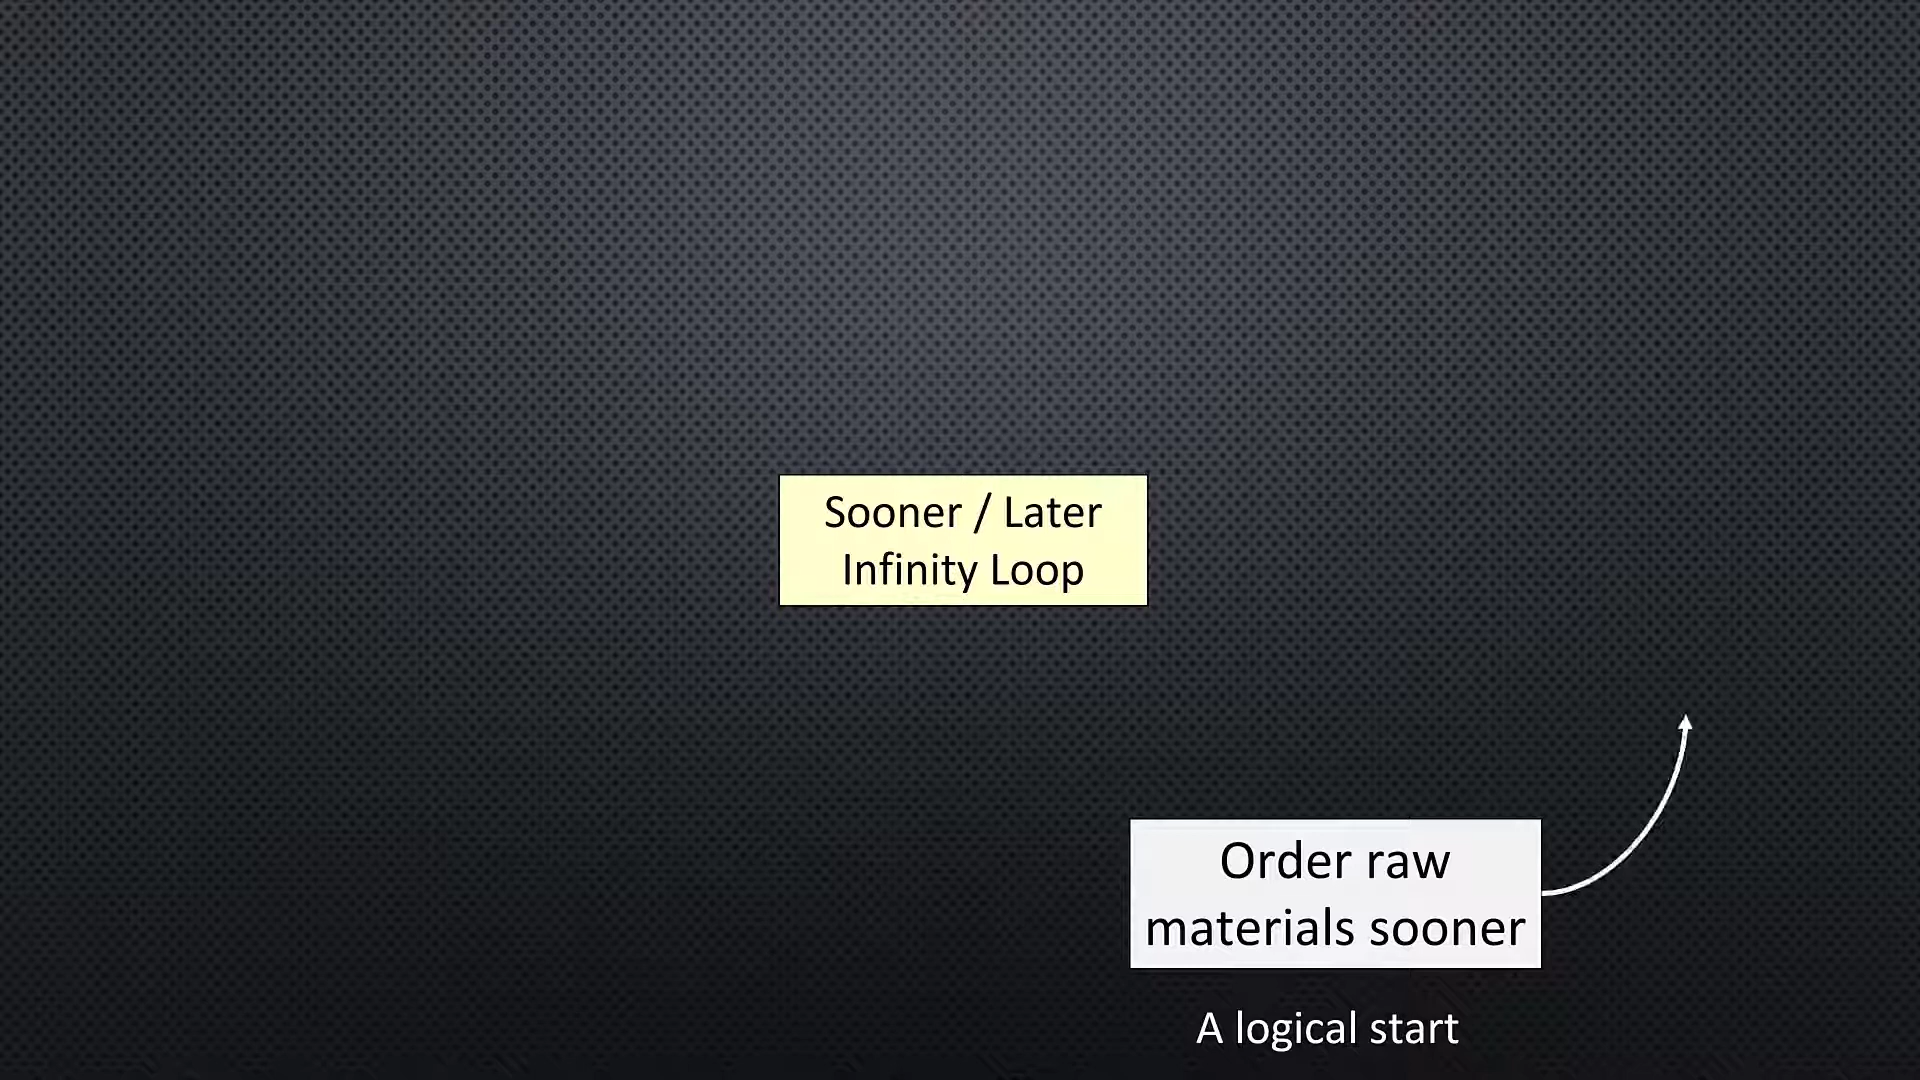 Sooner / Later
Infinity Loop
Order raw
materials sooner
A logical start